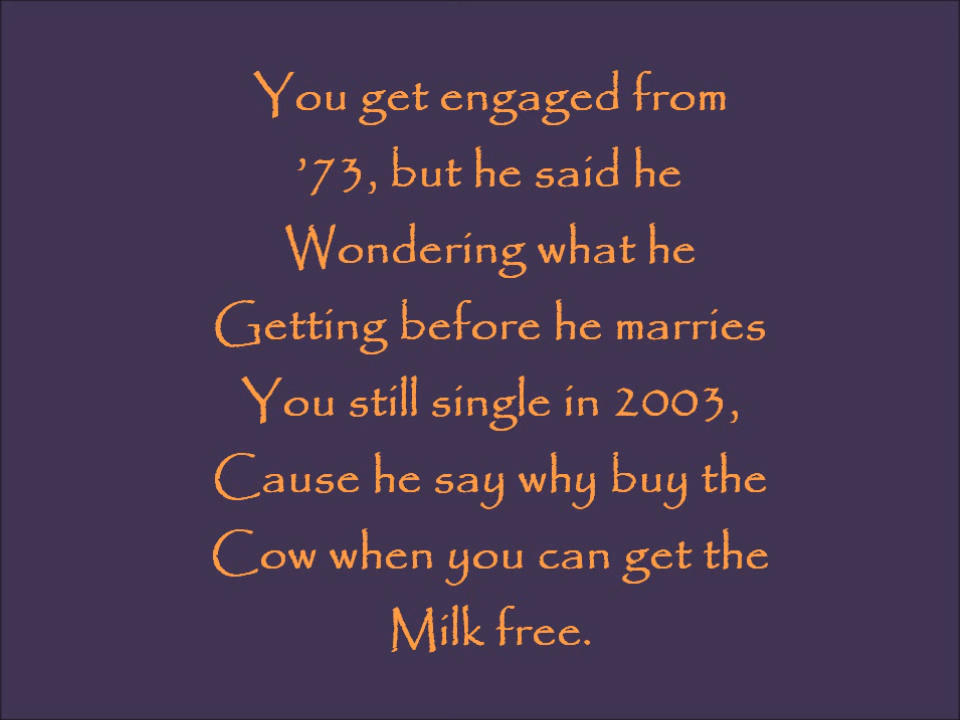 You get engaged from
’73, but he said he
Wondering what he
Getting before he marries
You still single in 2003,
Cause he say why buy the
Cow when you can get the
Milk free.